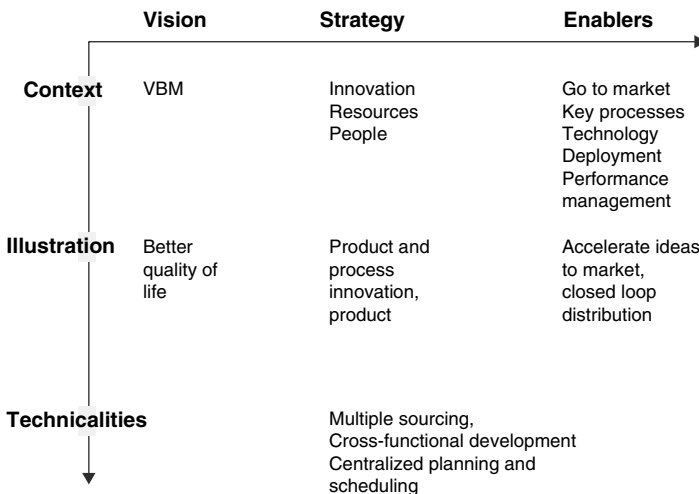 Vision Strategy Enablers
Context
VBM
Innovation
Resources
People
Go to market
Key processes
Technology
Deployment
Performance
management
Illustration
Better
quality of
life
Product and
process
innovation,
product
Accelerate ideas
to market,
closed loop
distribution
Technicalities
Multiple sourcing,
Cross-functional development
Centralized planning and
scheduling